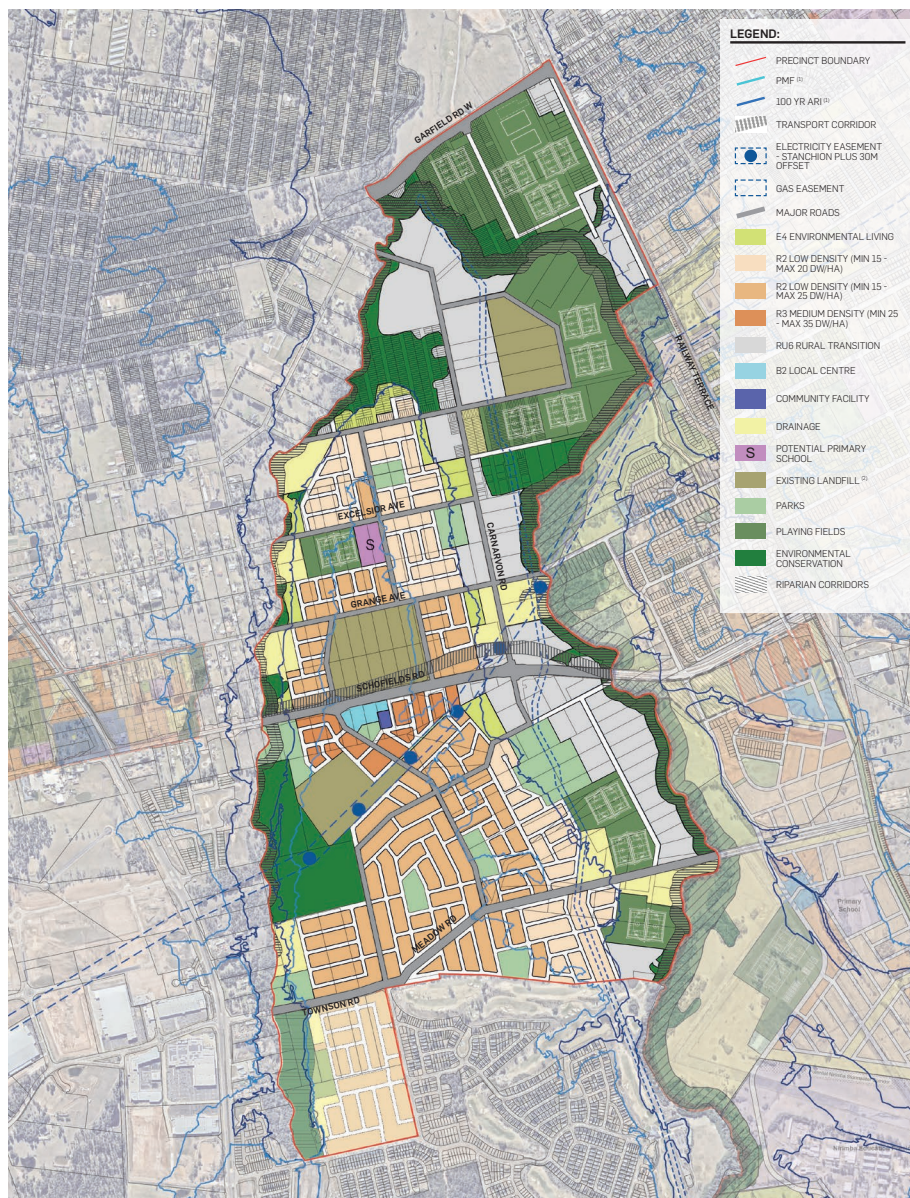 LEGEND:
PRECINCT BOUNDARY
PMF (1)
100 YR ARI (1)
TRANSPORT CORRIDOR
ELECTRICITY EASEMENT
- STANCHION PLUS 30M
OFFSET
GAS EASEMENT
MAJOR ROADS
E4 ENVIRONMENTAL LIVING
R2 LOW DENSITY (MIN 15 -
MAX 20 DW/HA)
R2 LOW DENSITY (MIN 15 -
MAX 25 DW/HA)
R3 MEDIUM DENSITY (MIN 25
- MAX 35 DW/HA)
RU6 RURAL TRANSITION
B2 LOCAL CENTRE
COMMUNITY FACILITY
DRAINAGE
S
POTENTIAL PRIMARY
SCHOOL
EXISTING LANDFILL (2)
PARKS
PLAYING FIELDS
ENVIRONMENTAL
CONSERVATION
RIPARIAN CORRIDORS
GARFIELD RD W
RAILWAY TERRACE
EXCELSIOR AVE
S
CARNARVON RD
GRANGE AVE
SCHOFIELDS RD
MEADOW RD
TOWNSON RD
Primary
School